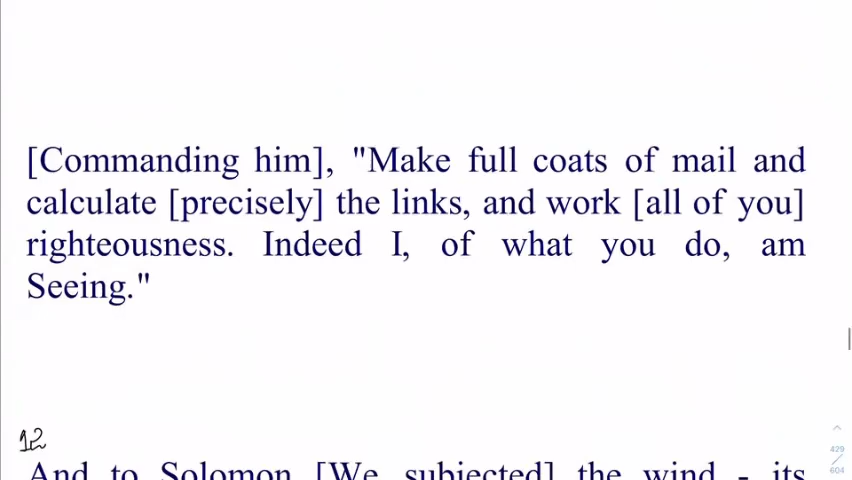 [Commanding him], "Make full coats of mail and
calculate [precisely] the links, and work [all of you]
righteousness. Indeed I, of what you do, am
Seeing."
12
And to Solomon [We subjected] the wind - its
429
604